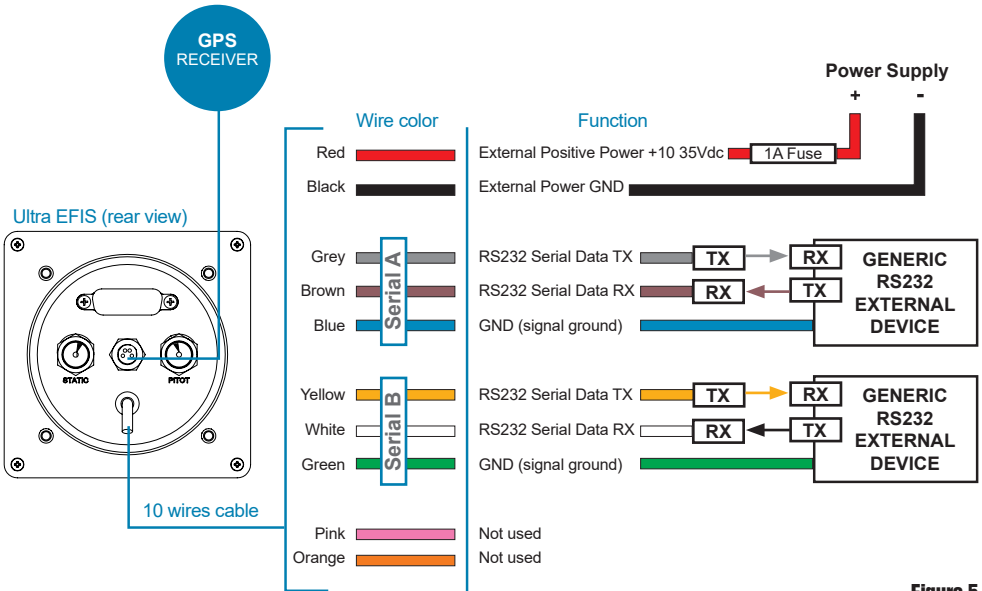 GPS
RECEIVER
Power Supply
+ -
Wire color Function
Red External Positive Power +10 35Vdc 1A Fuse
Black External Power GND
Ultra EFIS (rear view)
Grey RS232 Serial Data TX TX RX
Brown RS232 Serial Data RX RX TX
Blue GND (signal ground)
Serial A
GENERIC
RS232
EXTERNAL
DEVICE
STATIC PITOT
Yellow RS232 Serial Data TX TX RX
White RS232 Serial Data RX RX TX
Green GND (signal ground)
Serial B
GENERIC
RS232
EXTERNAL
DEVICE
10 wires cable
Pink Not used
Orange Not used
Figure 5